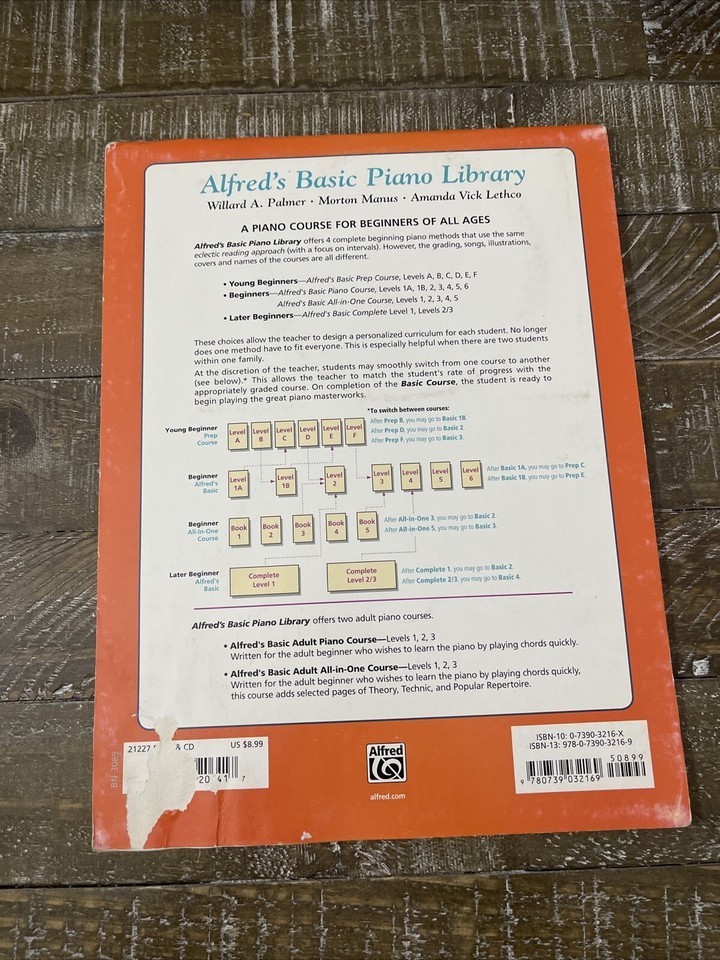 Alfred's Basic Piano Library
Willard A. Palmer · Morton Manus · Amanda Vick Lethco
A PIANO COURSE FOR BEGINNERS OF ALL AGES
Alfred's Basic Piano Library offers 4 complete beginning piano methods that use the same
eclectic reading approach (with a focus on intervals). However, the grading, songs, illustrations,
covers and names of the courses are all different.
• Young Beginners—Alfred's Basic Prep Course, Levels A, B, C, D, E, F
• Beginners—Alfred's Basic Piano Course, Levels 1A, 1B, 2, 3, 4, 5, 6
Alfred's Basic All-in-One Course, Levels 1, 2, 3, 4, 5
• Later Beginners—Alfred's Basic Complete Level 1, Levels 2/3
These choices allow the teacher to design a personalized curriculum for each student. No longer
does one method have to fit everyone. This is especially helpful when there are two students
within one family.
At the discretion of the teacher, students may smoothly switch from one course to another
(see below).* This allows the teacher to match the student's rate of progress with the
appropriately graded course. On completion of the Basic Course, the student is ready to
begin playing the great piano masterworks.
*To switch between courses:
Young Beginner
Prep
Course
Level A
Level B
Level C
Level D
Level E
Level F
After Prep B, you may go to Basic 1B.
After Prep D, you may go to Basic 2.
After Prep F, you may go to Basic 3.
Beginner
Alfred's
Basic
Level 1A
Level 1B
Level 2
Level 3
Level 4
Level 5
Level 6
After Basic 1A, you may go to Prep C.
After Basic 1B, you may go to Prep E.
Beginner
All-in-One
Course
Book 1
Book 2
Book 3
Book 4
Book 5
After All-in-One 3, you may go to Basic 2.
After All-in-One 5, you may go to Basic 3.
Later Beginner
Alfred's
Basic
Complete Level 1
Complete Level 2/3
After Complete 1, you may go to Basic 2.
After Complete 2/3, you may go to Basic 4.
Alfred's Basic Piano Library offers two adult piano courses.
• Alfred's Basic Adult Piano Course—Levels 1, 2, 3
Written for the adult beginner who wishes to learn the piano by playing chords quickly.
• Alfred's Basic Adult All-in-One Course—Levels 1, 2, 3
Written for the adult beginner who wishes to learn the piano by playing chords quickly,
this course adds selected pages of Theory, Technic, and Popular Repertoire.
21227 & CD US $8.99
20 41 7
BN 3089
Alfred
alfred.com
ISBN-10: 0-7390-3216-X
ISBN-13: 978-0-7390-3216-9
50899
9 780739 032169